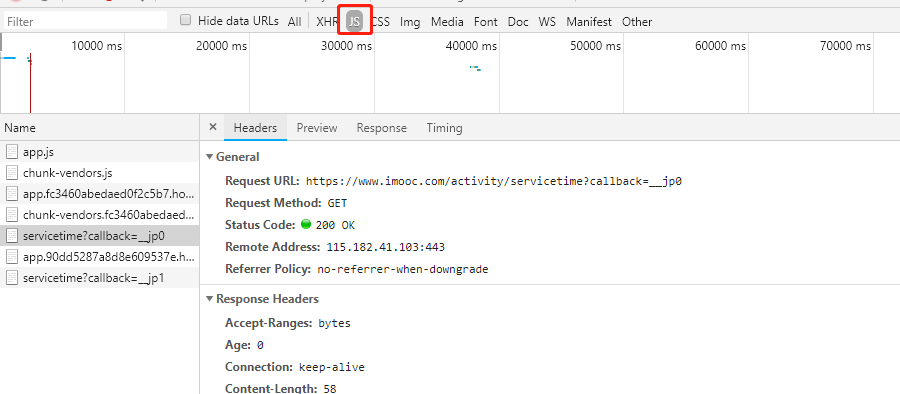 Filter Hide data URLs All XHR JS CSS Img Media Font Doc WS Manifest Other
10000 ms 20000 ms 30000 ms 40000 ms 50000 ms 60000 ms 70000 ms
Name × Headers Preview Response Timing
app.js
chunk-vendors.js
app.fc3460abedaed0f2c5b7.ho...
chunk-vendors.fc3460abedaed...
servicetime?callback=__jp0
app.90dd5287a8d8e609537e.h...
servicetime?callback=__jp1
General
Request URL: https://www.imooc.com/activity/servicetime?callback=__jp0
Request Method: GET
Status Code: 200 OK
Remote Address: 115.182.41.103:443
Referrer Policy: no-referrer-when-downgrade
Response Headers
Accept-Ranges: bytes
Age: 0
Connection: keep-alive
Content-Length: 58